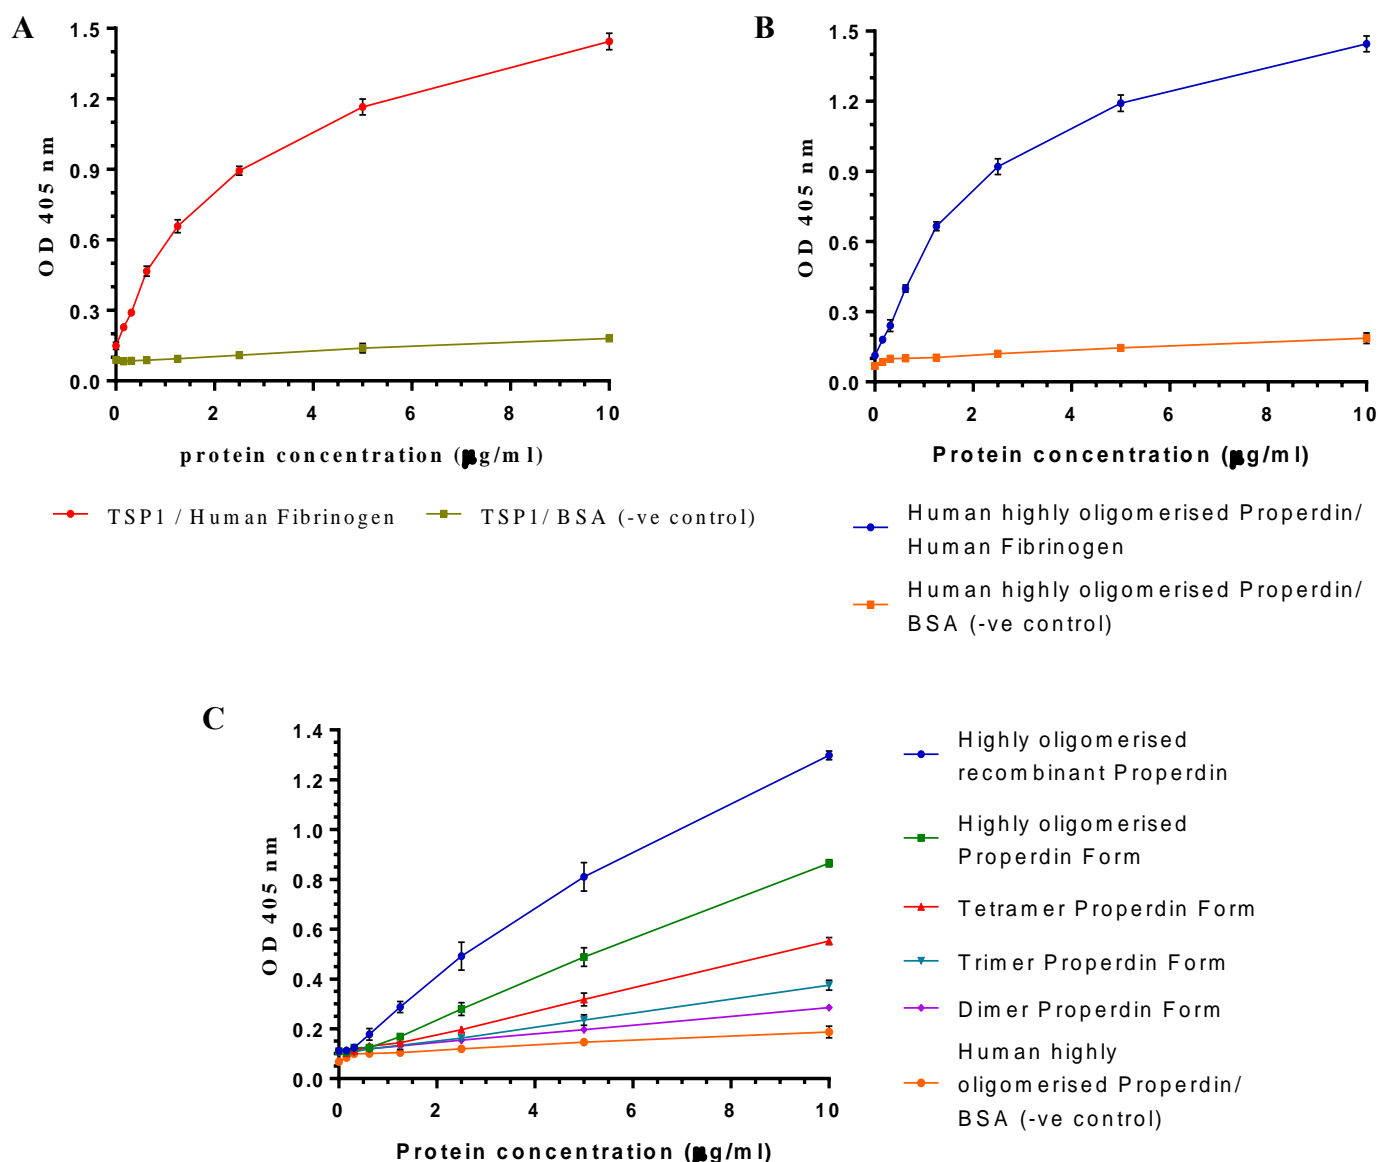 A
1.5
1.2
0.9
0.6
0.3
0.0
OD 405 nm
0 2 4 6 8 10
protein concentration (μg/ml)
TSP1 / Human Fibrinogen
TSP1/ BSA (-ve control)
B
1.5
1.2
0.9
0.6
0.3
0.0
OD 405 nm
0 2 4 6 8 10
Protein concentration (μg/ml)
Human highly oligomerised Properdin/
Human Fibrinogen
Human highly oligomerised Properdin/
BSA (-ve control)
C
1.4
1.2
1.0
0.8
0.6
0.4
0.2
0.0
OD 405 nm
0 2 4 6 8 10
Protein concentration (μg/ml)
Highly oligomerised
recombinant Properdin
Highly oligomerised
Properdin Form
Tetramer Properdin Form
Trimer Properdin Form
Dimer Properdin Form
Human highly
oligomerised Properdin/
BSA (-ve control)